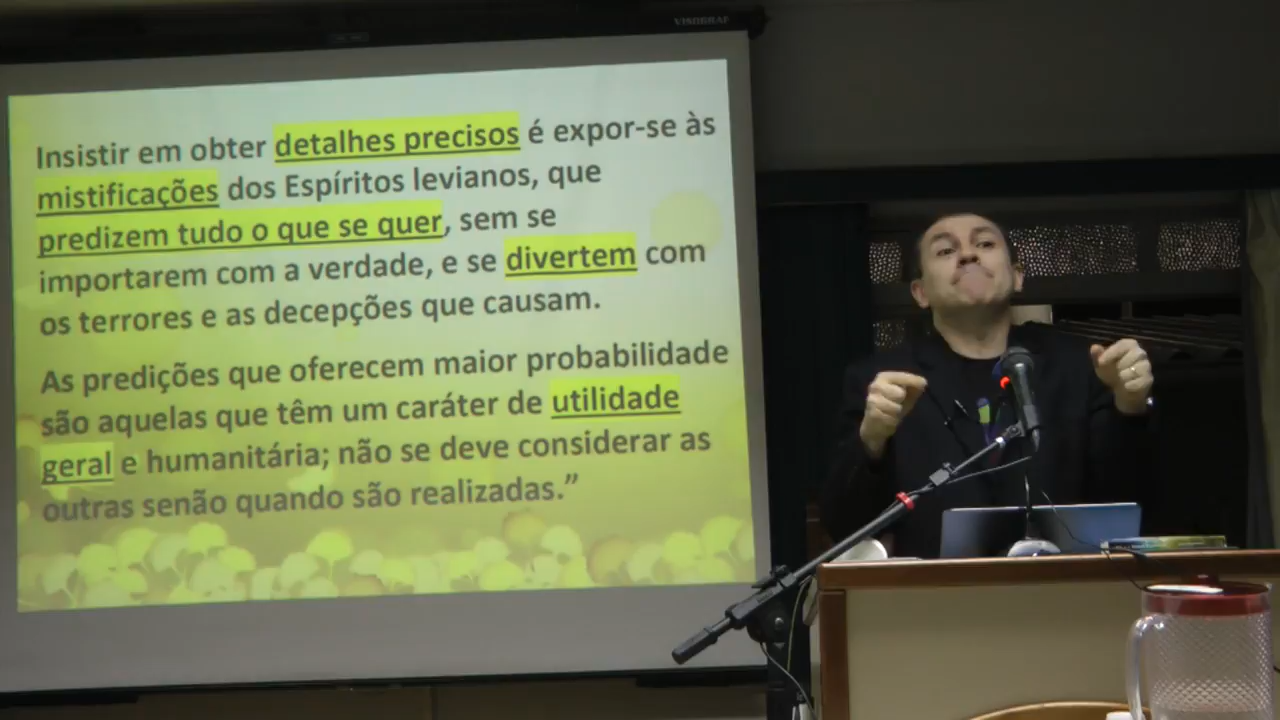 VISOGRAF
Insistir em obter detalhes precisos é expor-se às
mistificações dos Espíritos levianos, que
predizem tudo o que se quer, sem se
importarem com a verdade, e se divertem com
os terrores e as decepções que causam.
As predições que oferecem maior probabilidade
são aquelas que têm um caráter de utilidade
geral e humanitária; não se deve considerar as
outras senão quando são realizadas.”